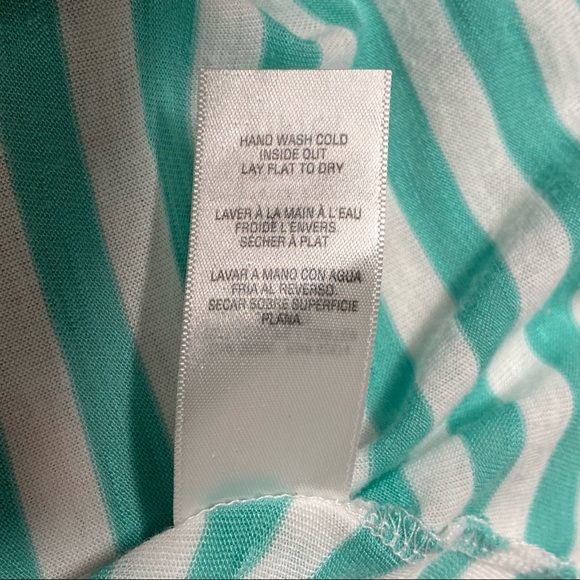 HAND WASH COLD
INSIDE OUT
LAY FLAT TO DRY
LAVER À LA MAIN À L'EAU
FROIDE L'ENVERS
SÉCHER À PLAT
LAVAR A MANO CON AGUA
FRIA AL REVERSO
SECAR SOBRE SUPERFICIE
PLANA